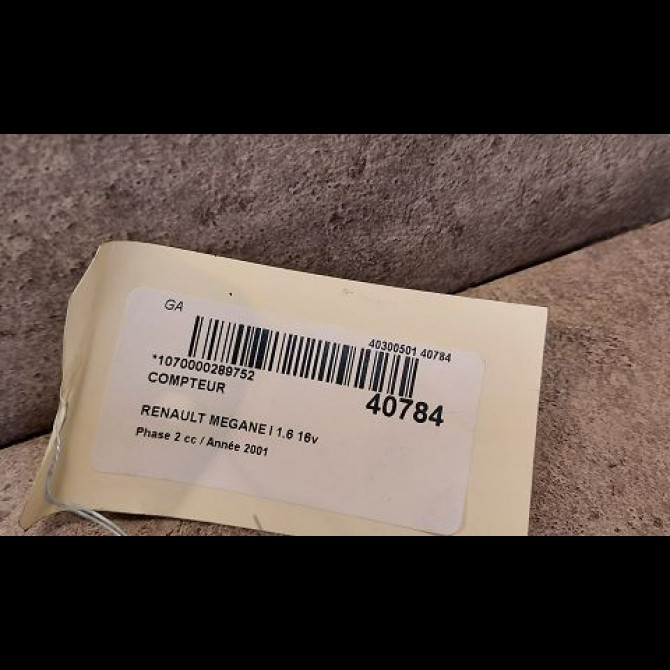 GA
40300501 40784
*1070000289752
COMPTEUR
40784
RENAULT MEGANE I 1.6 16v
Phase 2 cc / Année 2001